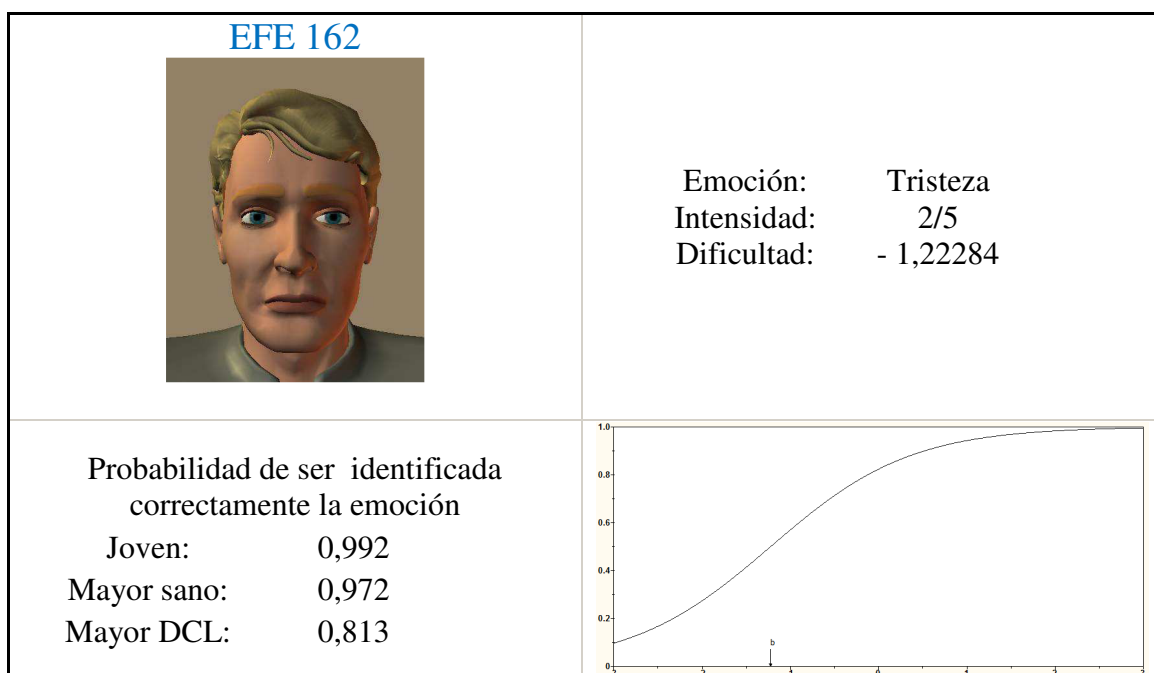 EFE 162
Emoción: Tristeza
Intensidad: 2/5
Dificultad: - 1,22284
Probabilidad de ser identificada
correctamente la emoción
Joven: 0,992
Mayor sano: 0,972
Mayor DCL: 0,813
1.0
0.8
0.6
0.4
0.2
0
b